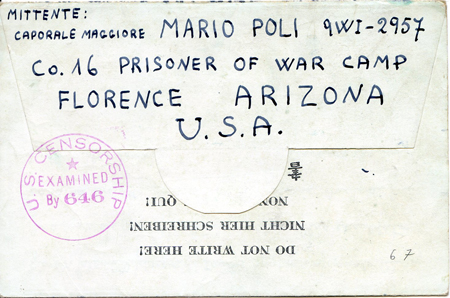 MITTENTE:
CAPORALE MAGGIORE MARIO POLI 9WI-2957
Co. 16 PRISONER OF WAR CAMP
FLORENCE ARIZONA
U.S.A.
U S CENSORSHIP
EXAMINED
By 646
NON QUI!
NICHT HIER SCHREIBEN!
DO NOT WRITE HERE!
67